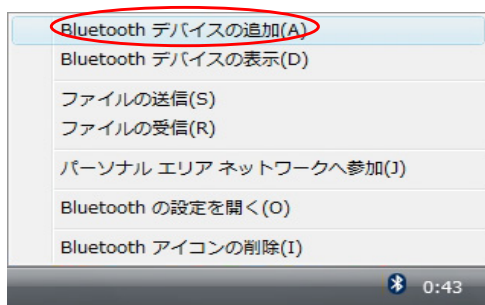 Bluetooth デバイスの追加(A)
Bluetooth デバイスの表示(D)
ファイルの送信(S)
ファイルの受信(R)
パーソナル エリア ネットワークへ参加(J)
Bluetooth の設定を開く(O)
Bluetooth アイコンの削除(I)
0:43